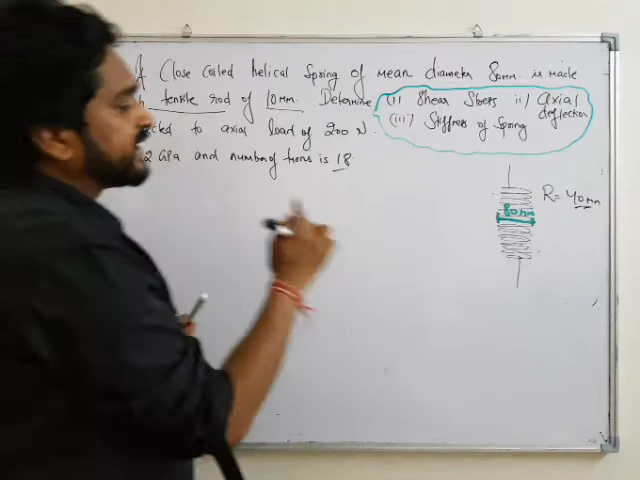 A Close coiled helical Spring of mean diameter 80mm is made
tensile rod of 10mm. Determine (i) Shear Stress ii) axial deflection
to axial load of 200 N. (iii) Stiffness of Spring
2 GPa and number of turns is 18.
R = 40mm
80mm